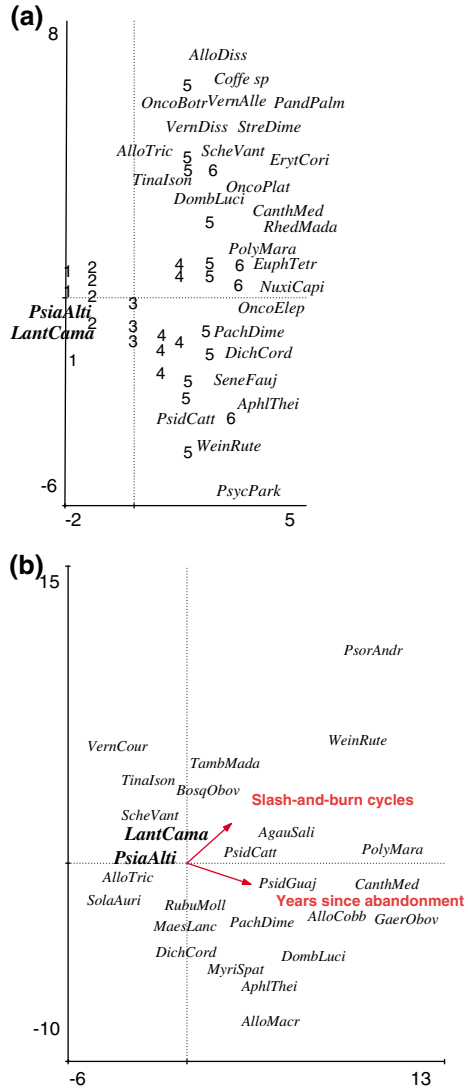 (a)
8
AlloDiss
Coffe sp
5
OncoBotr VernAlle PandPalm
VernDiss StreDime
AlloTric 5 ScheVant ErytCori
5 6
TinaIson OncoPlat
DombLuci
CanthMed
5 RhedMada
PolyMara
1 2 4 5 6 EuphTetr
2 4 5
1 2 6 NuxiCapi
3 OncoElep
PsiaAlti
2 3 5 PachDime
LantCama 4
3 4
1 4 5 DichCord
4 5 SeneFauj
5 AphlThei
PsidCatt 6
5 WeinRute
-6 PsycPark
-2 5
(b)
15
PsorAndr
VernCour WeinRute
TambMada
TinaIson
BosqObov
Slash-and-burn cycles
ScheVant
LantCama AgauSali
PsiaAlti PsidCatt PolyMara
AlloTric PsidGuaj CanthMed
SolaAuri Years since abandonment
RubuMoll
MaesLanc PachDime AlloCobb GaerObov
DichCord DombLuci
MyriSpat
AphlThei
AlloMacr
-10
-6 13